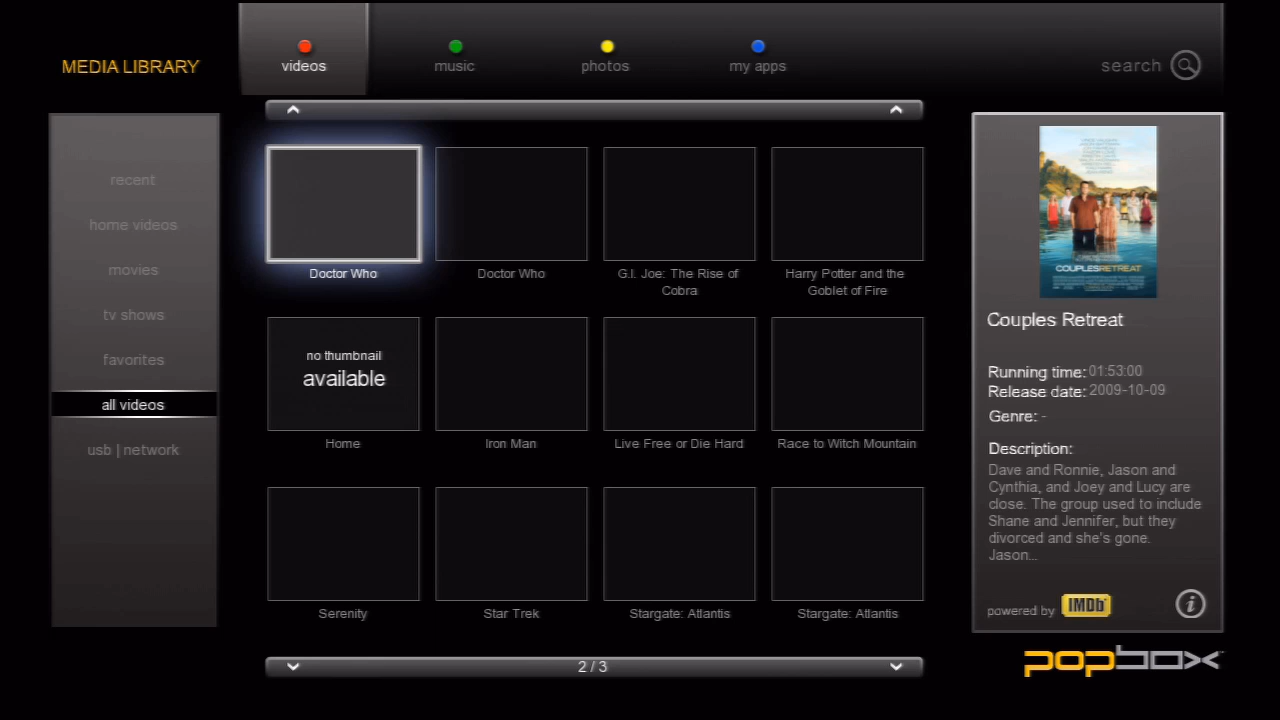 MEDIA LIBRARY
videos
music
photos
my apps
search
recent
home videos
movies
tv shows
favorites
all videos
usb | network
Doctor Who
Doctor Who
G.I. Joe: The Rise of
Cobra
Harry Potter and the
Goblet of Fire
no thumbnail
available
Home
Iron Man
Live Free or Die Hard
Race to Witch Mountain
Serenity
Star Trek
Stargate: Atlantis
Stargate: Atlantis
2 / 3
COUPLESRETREAT
Couples Retreat
Running time: 01:53:00
Release date: 2009-10-09
Genre: -
Description:
Dave and Ronnie, Jason and
Cynthia, and Joey and Lucy are
close. The group used to include
Shane and Jennifer, but they
divorced and she's gone.
Jason...
powered by IMDb
i
popbox